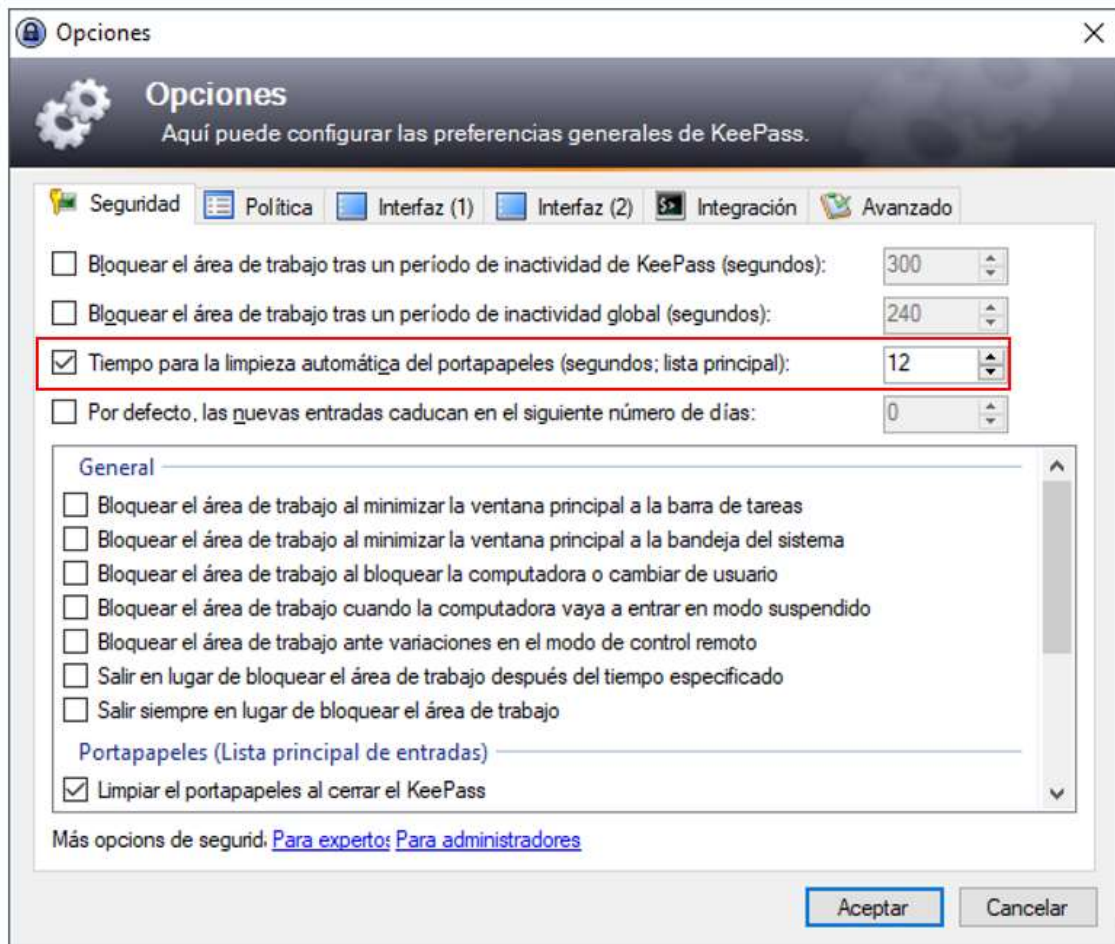 Opciones
Opciones
Aquí puede configurar las preferencias generales de KeePass.
Seguridad Política Interfaz (1) Interfaz (2) Integración Avanzado
Bloquear el área de trabajo tras un período de inactividad de KeePass (segundos): 300
Bloquear el área de trabajo tras un período de inactividad global (segundos): 240
Tiempo para la limpieza automática del portapapeles (segundos; lista principal): 12
Por defecto, las nuevas entradas caducan en el siguiente número de días: 0
General
Bloquear el área de trabajo al minimizar la ventana principal a la barra de tareas
Bloquear el área de trabajo al minimizar la ventana principal a la bandeja del sistema
Bloquear el área de trabajo al bloquear la computadora o cambiar de usuario
Bloquear el área de trabajo cuando la computadora vaya a entrar en modo suspendido
Bloquear el área de trabajo ante variaciones en el modo de control remoto
Salir en lugar de bloquear el área de trabajo después del tiempo especificado
Salir siempre en lugar de bloquear el área de trabajo
Portapapeles (Lista principal de entradas)
Limpiar el portapapeles al cerrar el KeePass
Más opcions de segurid Para expertos Para administradores
Aceptar Cancelar